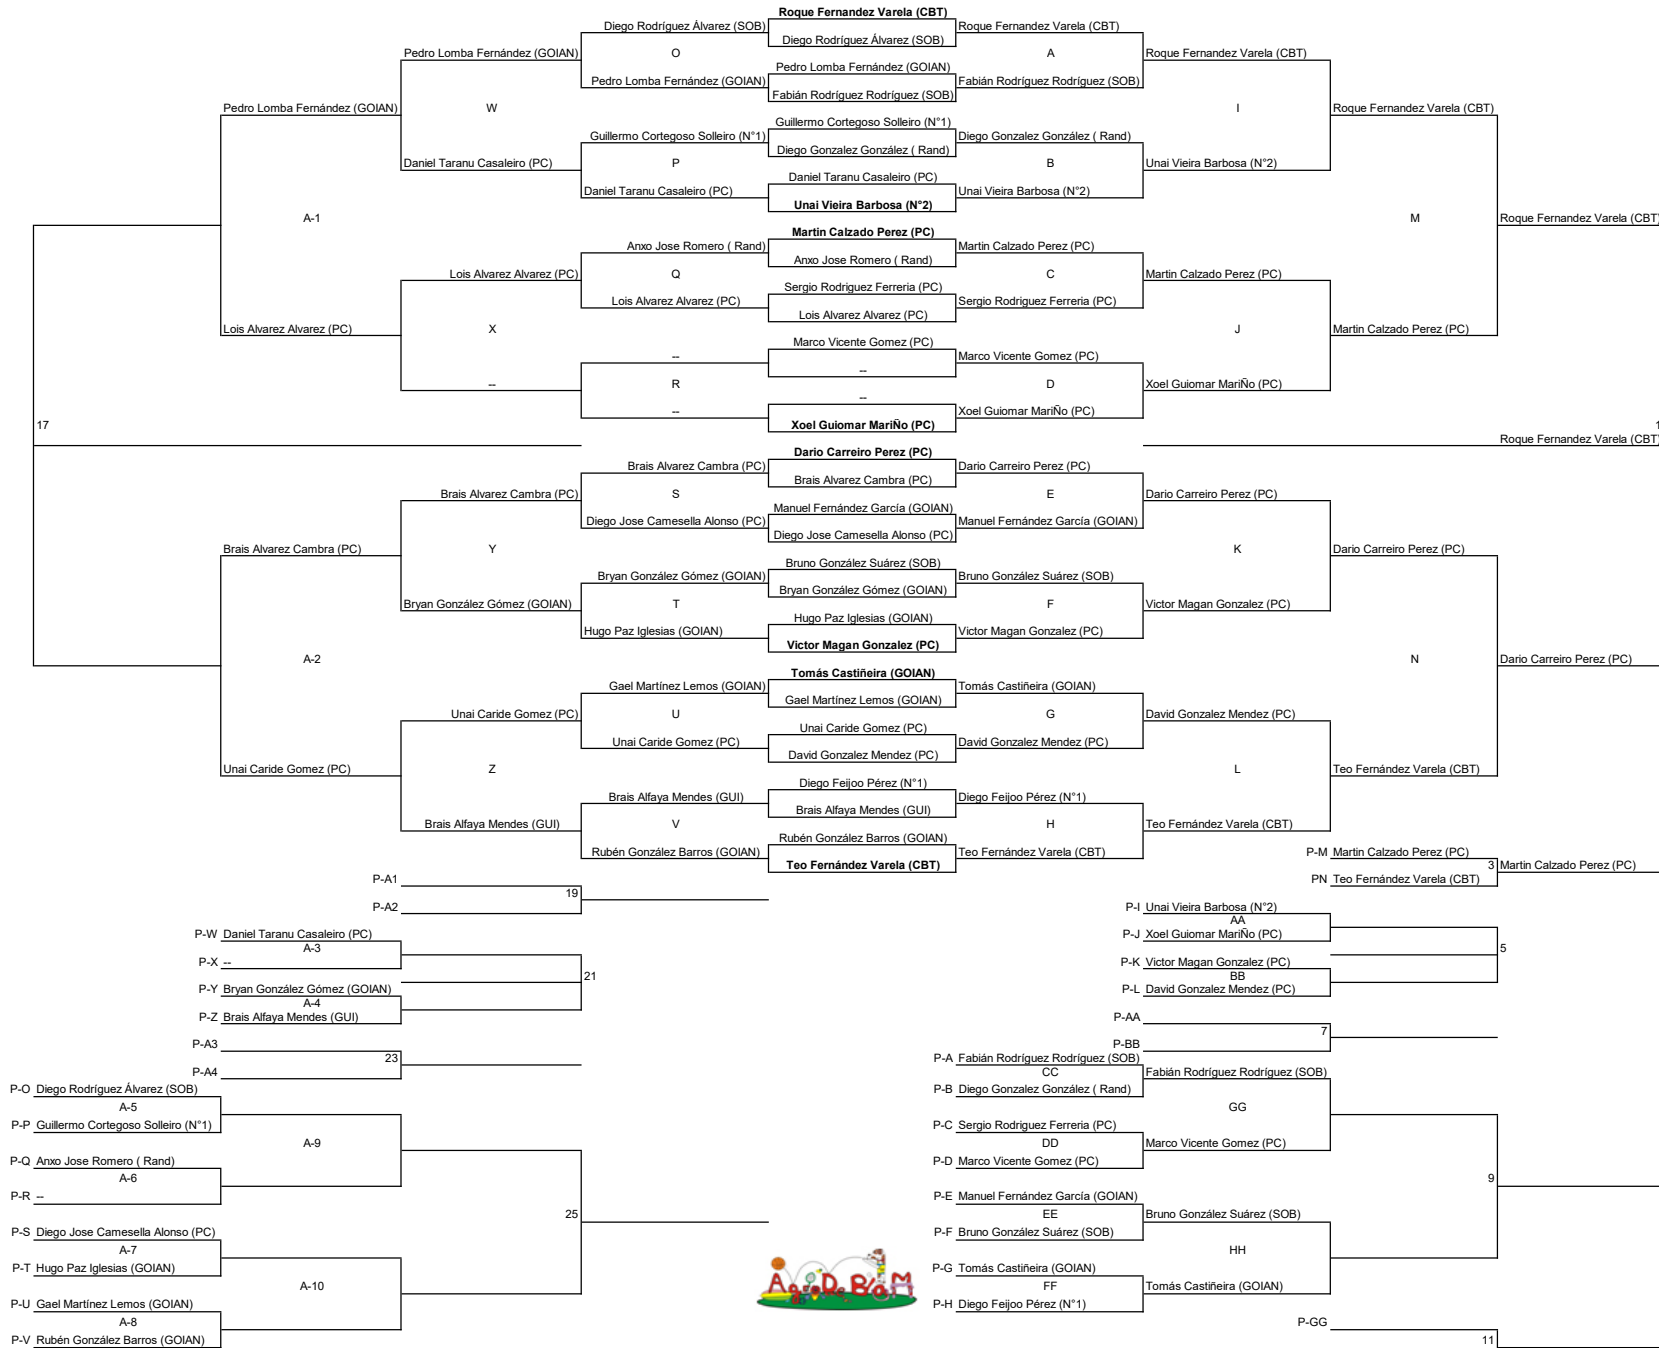 Roque Fernandez Varela (CBT)
Diego Rodríguez Álvarez (SOB)
Roque Fernandez Varela (CBT)
Diego Rodríguez Álvarez (SOB)
Pedro Lomba Fernández (GOIAN)
O
A
Roque Fernandez Varela (CBT)
Pedro Lomba Fernández (GOIAN)
Pedro Lomba Fernández (GOIAN)
Fabián Rodríguez Rodríguez (SOB)
Fabián Rodríguez Rodríguez (SOB)
Pedro Lomba Fernández (GOIAN)
W
I
Roque Fernandez Varela (CBT)
Guillermo Cortegoso Solleiro (N°1)
Guillermo Cortegoso Solleiro (N°1)
Diego Gonzalez González ( Rand)
Diego Gonzalez González ( Rand)
Daniel Taranu Casaleiro (PC)
P
B
Unai Vieira Barbosa (N°2)
Daniel Taranu Casaleiro (PC)
Daniel Taranu Casaleiro (PC)
Unai Vieira Barbosa (N°2)
Unai Vieira Barbosa (N°2)
A-1
M
Roque Fernandez Varela (CBT)
Martin Calzado Perez (PC)
Anxo Jose Romero ( Rand)
Martin Calzado Perez (PC)
Anxo Jose Romero ( Rand)
Lois Alvarez Alvarez (PC)
Q
C
Martin Calzado Perez (PC)
Sergio Rodriguez Ferreria (PC)
Lois Alvarez Alvarez (PC)
Sergio Rodriguez Ferreria (PC)
Lois Alvarez Alvarez (PC)
Lois Alvarez Alvarez (PC)
X
J
Martin Calzado Perez (PC)
Marco Vicente Gomez (PC)
--
Marco Vicente Gomez (PC)
--
--
R
D
Xoel Guiomar MariÑo (PC)
--
--
Xoel Guiomar MariÑo (PC)
Xoel Guiomar MariÑo (PC)
17
1
Roque Fernandez Varela (CBT)
Dario Carreiro Perez (PC)
Brais Alvarez Cambra (PC)
Dario Carreiro Perez (PC)
Brais Alvarez Cambra (PC)
Brais Alvarez Cambra (PC)
S
E
Dario Carreiro Perez (PC)
Manuel Fernández García (GOIAN)
Diego Jose Camesella Alonso (PC)
Manuel Fernández García (GOIAN)
Diego Jose Camesella Alonso (PC)
Brais Alvarez Cambra (PC)
Y
K
Dario Carreiro Perez (PC)
Bruno González Suárez (SOB)
Bryan González Gómez (GOIAN)
Bruno González Suárez (SOB)
Bryan González Gómez (GOIAN)
Bryan González Gómez (GOIAN)
T
F
Victor Magan Gonzalez (PC)
Hugo Paz Iglesias (GOIAN)
Hugo Paz Iglesias (GOIAN)
Victor Magan Gonzalez (PC)
Victor Magan Gonzalez (PC)
A-2
N
Dario Carreiro Perez (PC)
Tomás Castiñeira (GOIAN)
Gael Martínez Lemos (GOIAN)
Tomás Castiñeira (GOIAN)
Gael Martínez Lemos (GOIAN)
Unai Caride Gomez (PC)
U
G
David Gonzalez Mendez (PC)
Unai Caride Gomez (PC)
Unai Caride Gomez (PC)
David Gonzalez Mendez (PC)
David Gonzalez Mendez (PC)
Unai Caride Gomez (PC)
Z
L
Teo Fernández Varela (CBT)
Diego Feijoo Pérez (N°1)
Brais Alfaya Mendes (GUI)
Diego Feijoo Pérez (N°1)
Brais Alfaya Mendes (GUI)
Brais Alfaya Mendes (GUI)
V
H
Teo Fernández Varela (CBT)
Rubén González Barros (GOIAN)
Rubén González Barros (GOIAN)
Teo Fernández Varela (CBT)
Teo Fernández Varela (CBT)
P-M Martin Calzado Perez (PC)
3 Martin Calzado Perez (PC)
PN Teo Fernández Varela (CBT)
P-A1
19
P-A2
P-I Unai Vieira Barbosa (N°2)
AA
P-J Xoel Guiomar MariÑo (PC)
5
P-K Victor Magan Gonzalez (PC)
BB
P-L David Gonzalez Mendez (PC)
P-W Daniel Taranu Casaleiro (PC)
A-3
P-X --
21
P-Y Bryan González Gómez (GOIAN)
A-4
P-Z Brais Alfaya Mendes (GUI)
P-AA
7
P-BB
P-A3
23
P-A4
P-A Fabián Rodríguez Rodríguez (SOB)
CC
Fabián Rodríguez Rodríguez (SOB)
P-B Diego Gonzalez González ( Rand)
GG
P-C Sergio Rodriguez Ferreria (PC)
DD
Marco Vicente Gomez (PC)
P-D Marco Vicente Gomez (PC)
9
P-E Manuel Fernández García (GOIAN)
EE
Bruno González Suárez (SOB)
P-F Bruno González Suárez (SOB)
HH
P-G Tomás Castiñeira (GOIAN)
FF
Tomás Castiñeira (GOIAN)
P-H Diego Feijoo Pérez (N°1)
P-GG
11
P-O Diego Rodríguez Álvarez (SOB)
A-5
P-P Guillermo Cortegoso Solleiro (N°1)
A-9
P-Q Anxo Jose Romero ( Rand)
A-6
P-R --
25
P-S Diego Jose Camesella Alonso (PC)
A-7
P-T Hugo Paz Iglesias (GOIAN)
A-10
P-U Gael Martínez Lemos (GOIAN)
A-8
P-V Rubén González Barros (GOIAN)